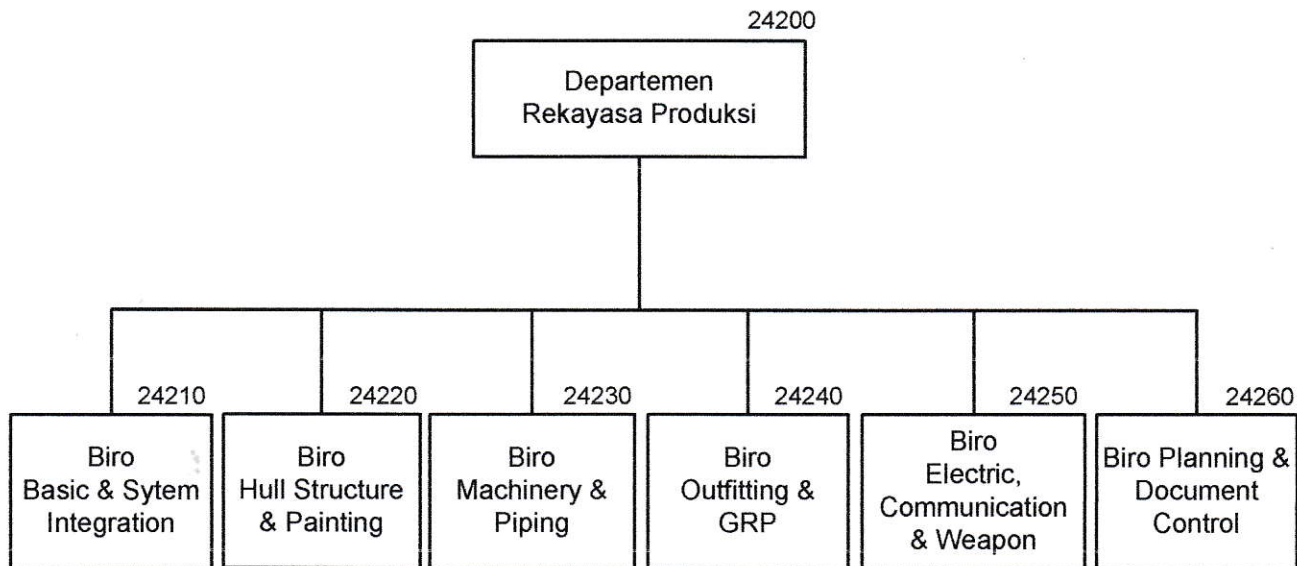 24200
Departemen
Rekayasa Produksi
24210
Biro
Basic & Sytem
Integration
24220
Biro
Hull Structure
& Painting
24230
Biro
Machinery &
Piping
24240
Biro
Outfitting &
GRP
24250
Biro
Electric,
Communication
& Weapon
24260
Biro Planning &
Document
Control